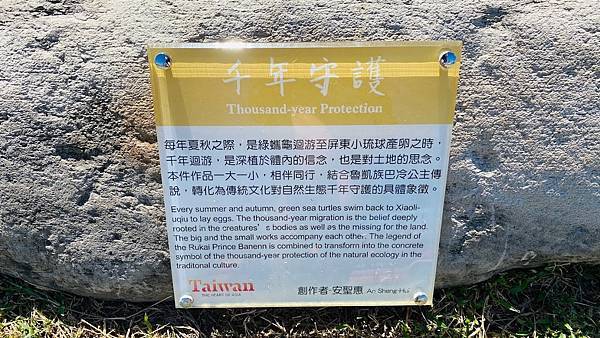 千年守護
Thousand-year Protection
每年夏秋之際，是綠蠵龜迴游至屏東小琉球產卵之時，
千年迴游，是深植於體內的信念，也是對土地的思念。
本件作品一大一小，相伴同行，結合魯凱族巴冷公主傳
說，轉化為傳統文化對自然生態千年守護的具體象徵。
Every summer and autumn, green sea turtles swim back to Xiaoli-
uqiu to lay eggs. The thousand-year migration is the belief deeply
rooted in the creatures' s bodies as well as the missing for the land.
The big and the small works accompany each other. The legend of
the Rukai Prince Banenn is combined to transform into the concrete
symbol of the thousand-year protection of the natural ecology in the
traditonal culture.
Taiwan
THE HEART OF ASIA
創作者·安聖惠 An Sheng-Hui